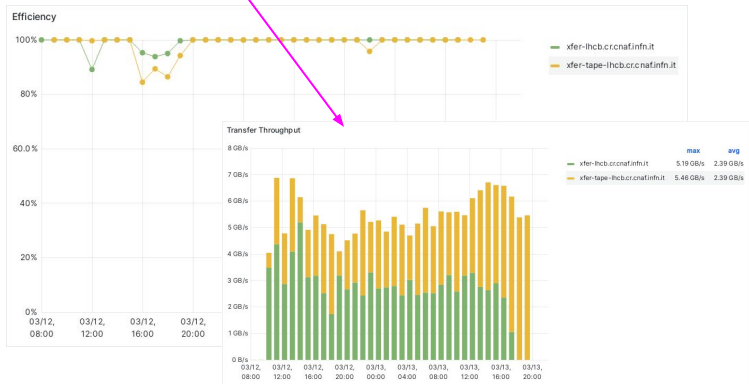 Efficiency
100%
80%
60.0%
40%
20%
0%
03/12, 08:00
03/12, 12:00
03/12, 16:00
03/12, 20:00
xfer-lhcb.cr.cnaf.infn.it
xfer-tape-lhcb.cr.cnaf.infn.it
Transfer Throughput
8 GB/s
7 GB/s
6 GB/s
5 GB/s
4 GB/s
3 GB/s
2 GB/s
1 GB/s
0 B/s
03/12, 08:00
03/12, 12:00
03/12, 16:00
03/12, 20:00
03/13, 00:00
03/13, 04:00
03/13, 08:00
03/13, 12:00
03/13, 16:00
03/13, 20:00
max avg
xfer-lhcb.cr.cnaf.infn.it 5.19 GB/s 2.39 GB/s
xfer-tape-lhcb.cr.cnaf.infn.it 5.46 GB/s 2.39 GB/s